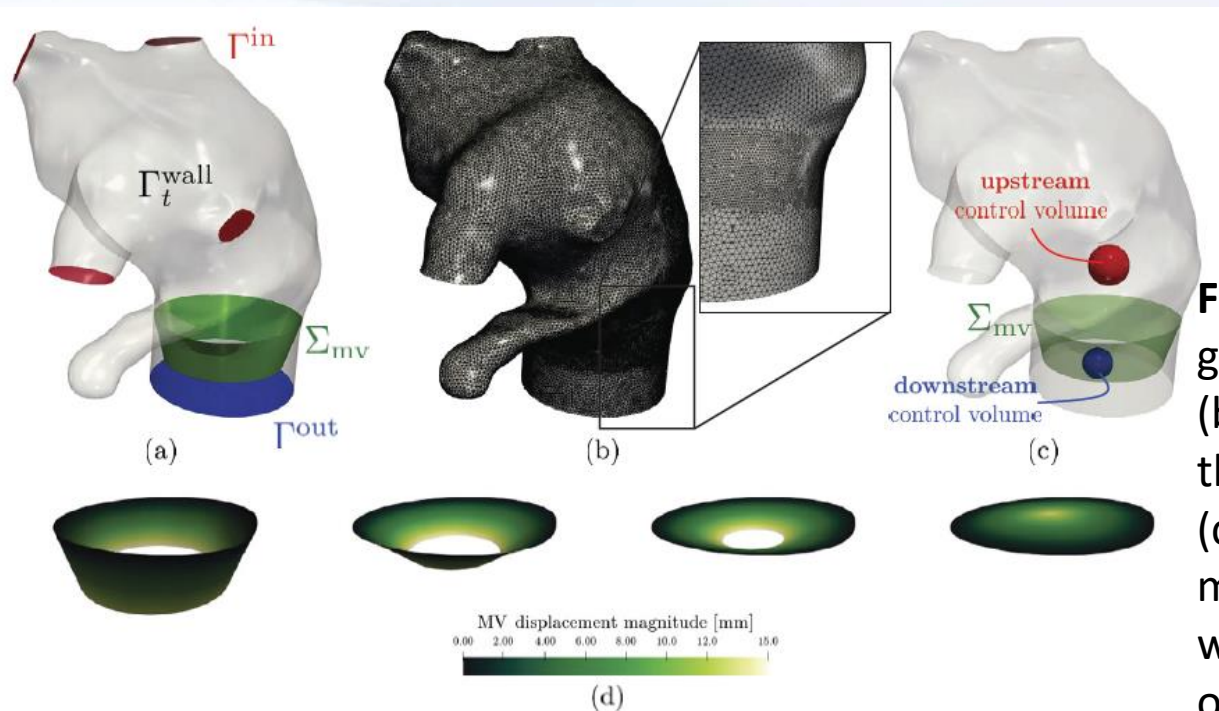 Γ^in
Γ_t^wall
Σ_mv
Γ^out
(a)
(b)
upstream
control volume
Σ_mv
downstream
control volume
(c)
MV displacement magnitude [mm]
0.00 2.00 4.00 6.00 8.00 10.0 12.0 15.0
(d)
F
g
(b
th
(c
m
w